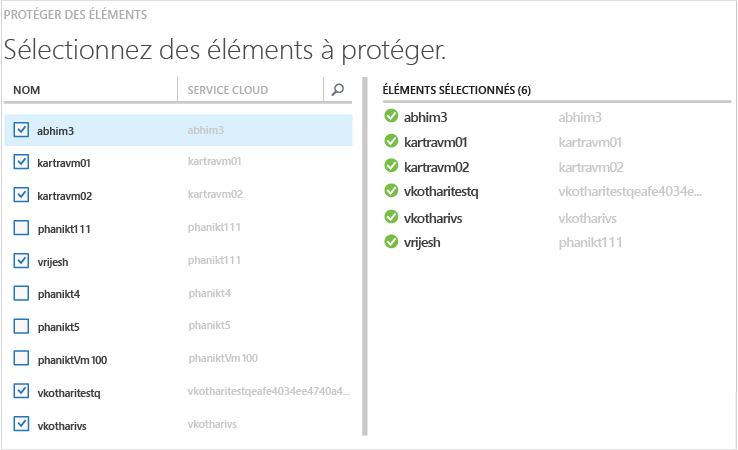 PROTÉGER DES ÉLÉMENTS
Sélectionnez des éléments à protéger.
NOM SERVICE CLOUD
abhim3 abhim3
kartravm01 kartravm01
kartravm02 kartravm02
phanikt111 phanikt111
vrijesh phanikt111
phanikt4 phanikt4
phanikt5 phanikt5
phaniktVm100 phaniktVm100
vkotharitestq vkotharitestqeafe4034ee4740a4...
vkotharivs vkotharivs
ÉLÉMENTS SÉLECTIONNÉS (6)
abhim3 abhim3
kartravm01 kartravm01
kartravm02 kartravm02
vkotharitestq vkotharitestqeafe4034e...
vkotharivs vkotharivs
vrijesh phanikt111